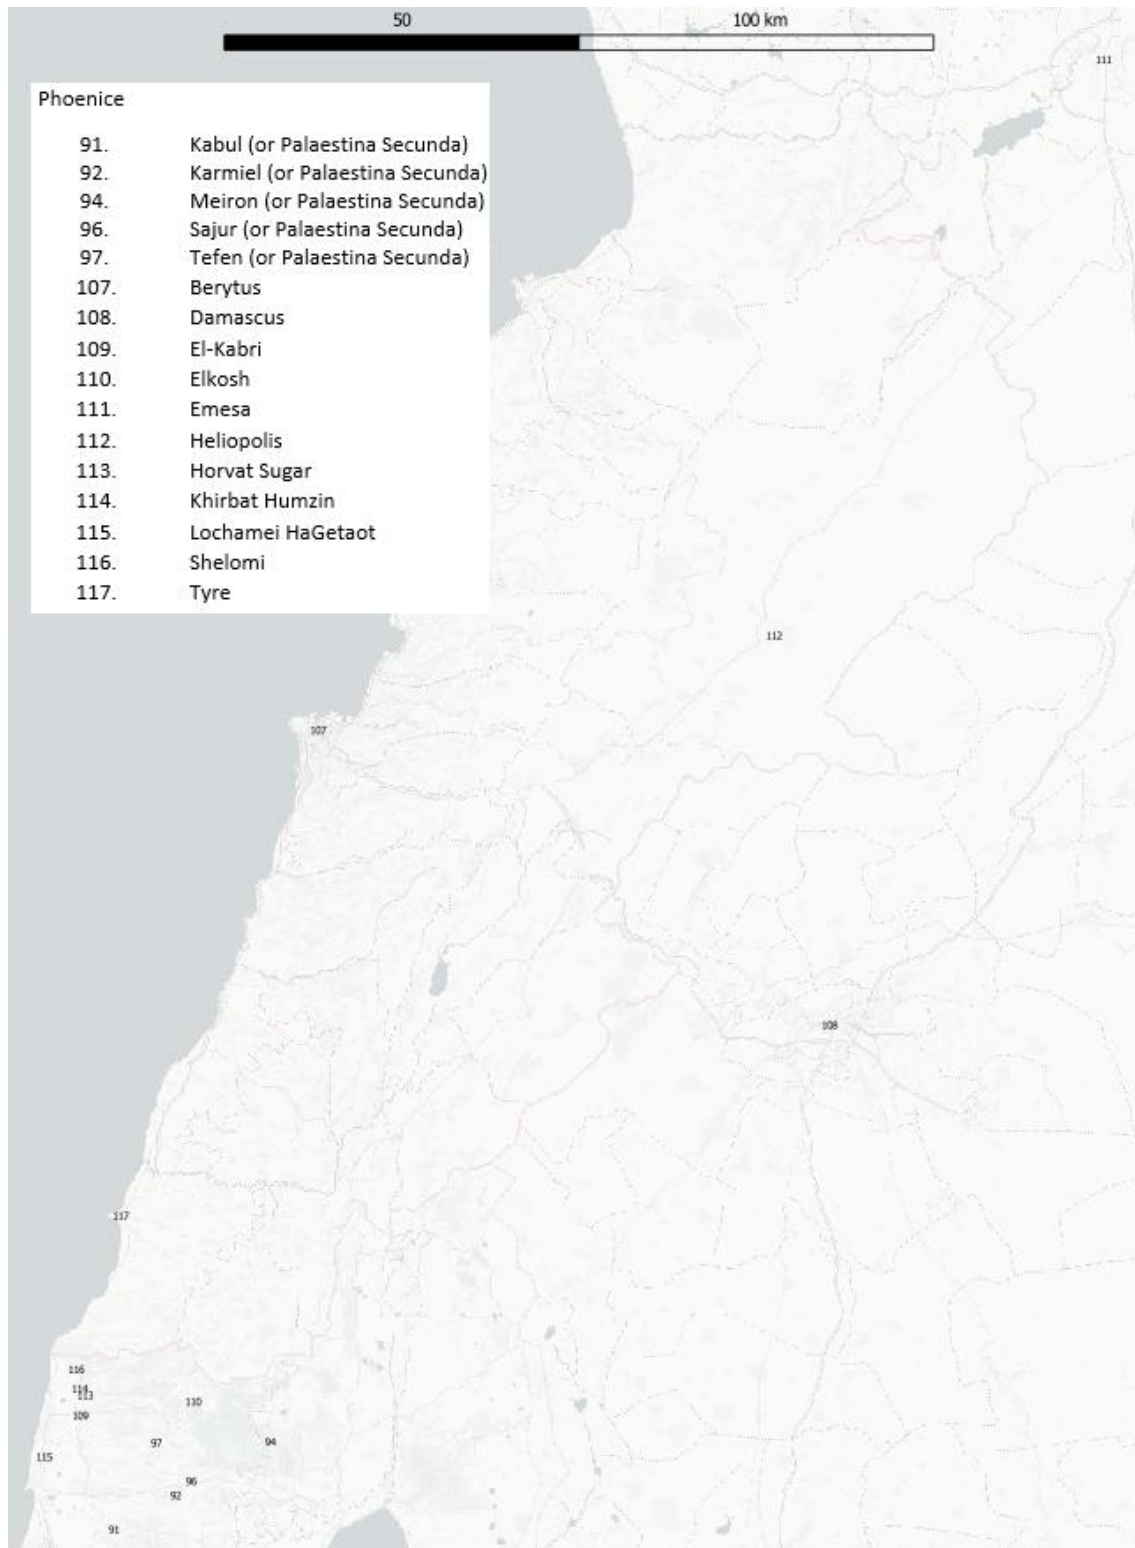 50 100 km
111
Phoenice
91. Kabul (or Palaestina Secunda)
92. Karmiel (or Palaestina Secunda)
94. Meiron (or Palaestina Secunda)
96. Sajur (or Palaestina Secunda)
97. Tefen (or Palaestina Secunda)
107. Berytus
108. Damascus
109. El-Kabri
110. Elkosh
111. Emesa
112. Heliopolis
113. Horvat Sugar
114. Khirbat Humzin
115. Lochamei HaGetaot
116. Shelomi
117. Tyre
112
107
108
117
116
114
113
110
109
97
94
115
96
92
91